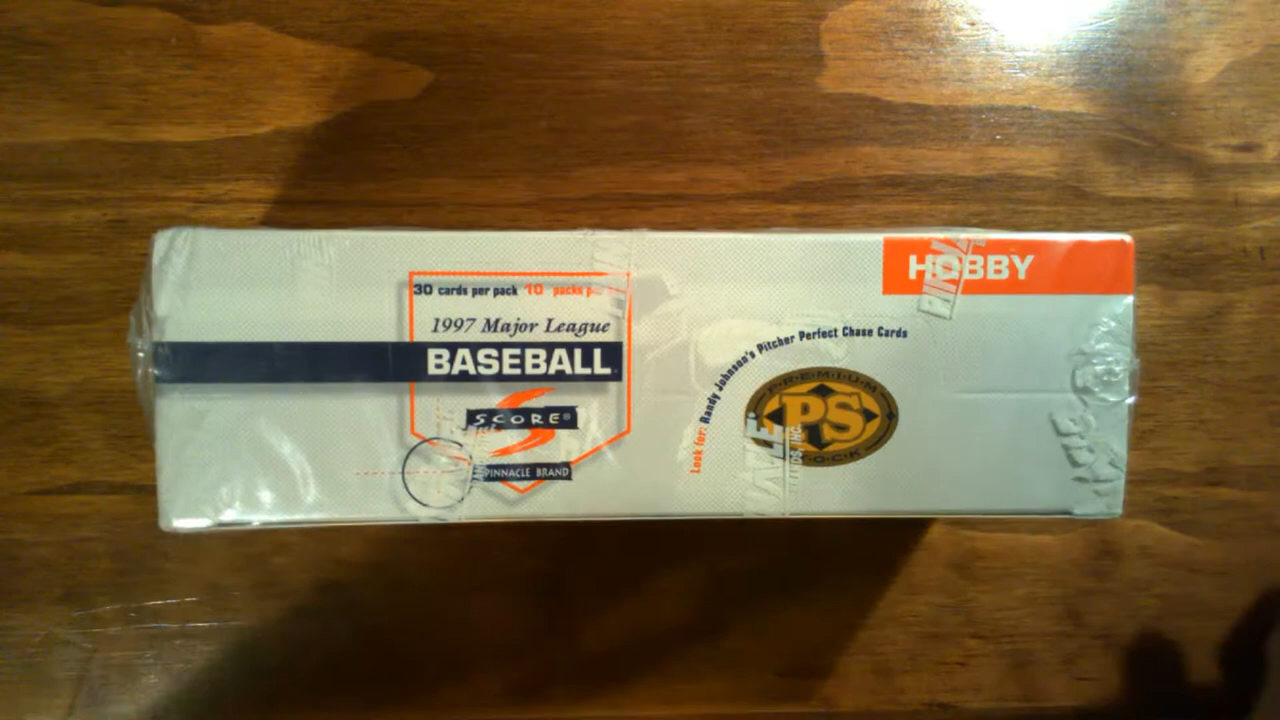 30 cards per pack 10 packs
1997 Major League
BASEBALL
SCORE®
PINNACLE BRAND
Look for: Randy Johnson's Pitcher Perfect Chase Cards
PREMIUM
PS
STOCK
HOBBY